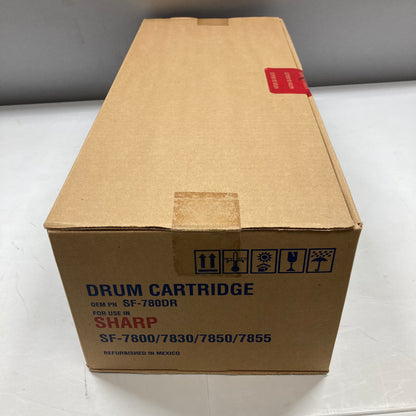 DRUM CARTRIDGE
OEM PN SF-780DR
FOR USE IN
SHARP
SF-7800/7830/7850/7855
REFURBISHED IN MEXICO